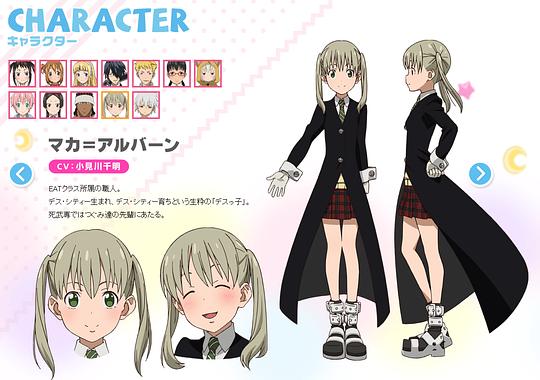 CHARACTER
キャラクター
マカ=アルバーン
CV:小見川千明
EATクラス所属の職人。
デス・シティー生まれ、デス・シティー育ちという生粋の「デスっ子」。
死武専ではつぐみ達の先輩にあたる。